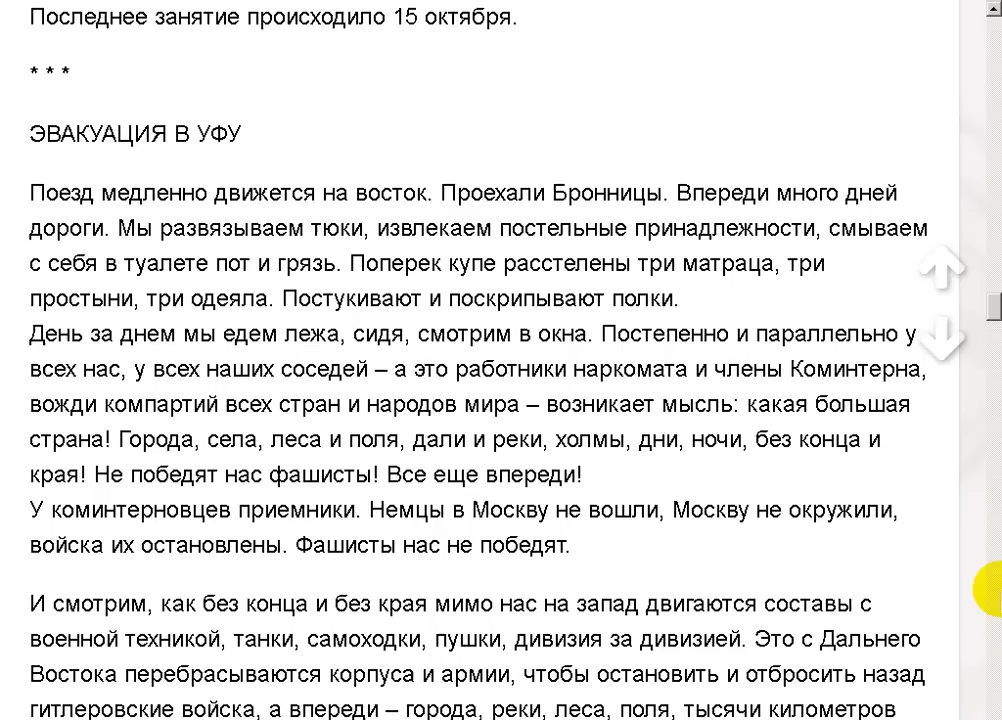 Последнее занятие происходило 15 октября.
* * *
ЭВАКУАЦИЯ В УФУ
Поезд медленно движется на восток. Проехали Бронницы. Впереди много дней
дороги. Мы развязываем тюки, извлекаем постельные принадлежности, смываем
с себя в туалете пот и грязь. Поперек купе расстелены три матраца, три
простыни, три одеяла. Постукивают и поскрипывают полки.
День за днем мы едем лежа, сидя, смотрим в окна. Постепенно и параллельно у
всех нас, у всех наших соседей – а это работники наркомата и члены Коминтерна,
вожди компартий всех стран и народов мира – возникает мысль: какая большая
страна! Города, села, леса и поля, дали и реки, холмы, дни, ночи, без конца и
края! Не победят нас фашисты! Все еще впереди!
У коминтерновцев приемники. Немцы в Москву не вошли, Москву не окружили,
войска их остановлены. Фашисты нас не победят.
И смотрим, как без конца и без края мимо нас на запад двигаются составы с
военной техникой, танки, самоходки, пушки, дивизия за дивизией. Это с Дальнего
Востока перебрасываются корпуса и армии, чтобы остановить и отбросить назад
гитлеровские войска, а впереди – города, реки, леса, поля, тысячи километров